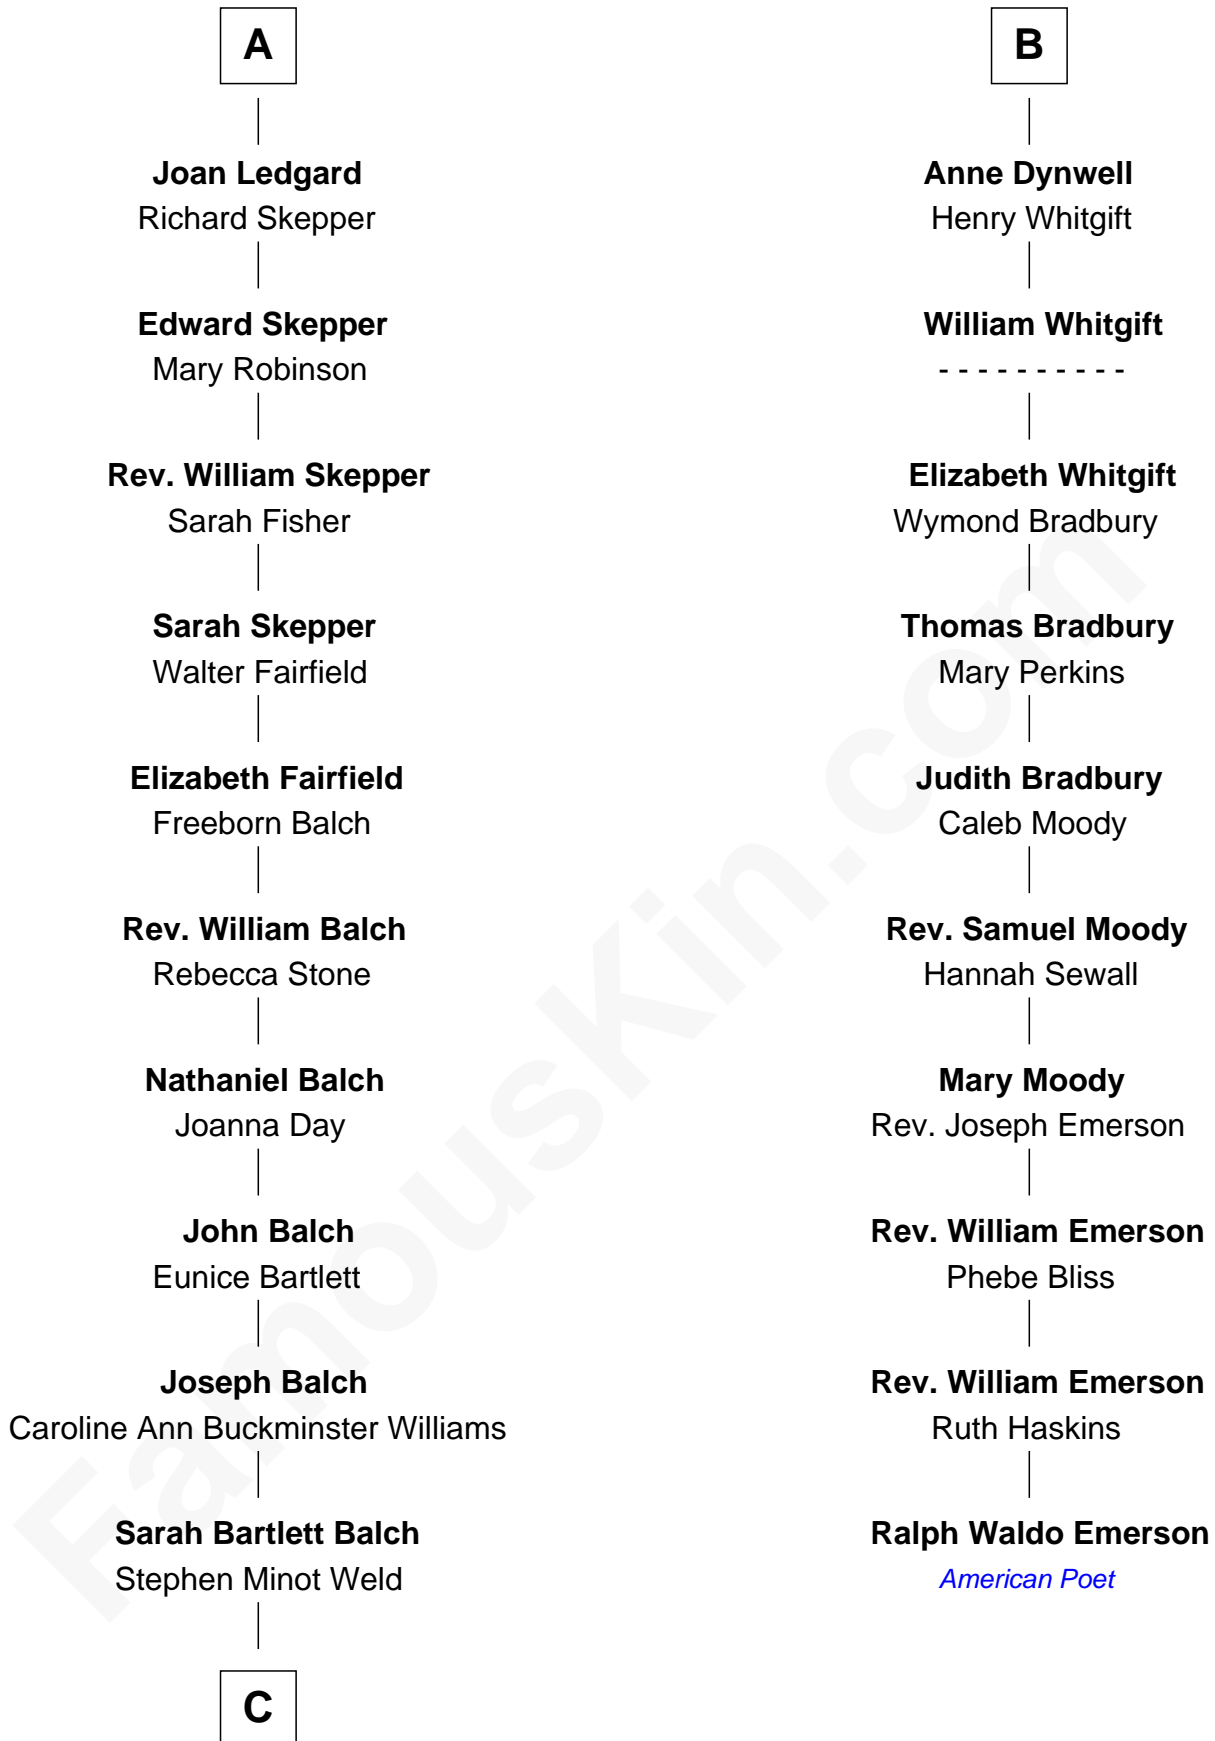 A
Joan Ledgard
Richard Skepper
Edward Skepper
Mary Robinson
Rev. William Skepper
Sarah Fisher
Sarah Skepper
Walter Fairfield
Elizabeth Fairfield
Freeborn Balch
Rev. William Balch
Rebecca Stone
Nathaniel Balch
Joanna Day
John Balch
Eunice Bartlett
Joseph Balch
Caroline Ann Buckminster Williams
Sarah Bartlett Balch
Stephen Minot Weld
C
B
Anne Dynwell
Henry Whitgift
William Whitgift
- - - - - - - - - -
Elizabeth Whitgift
Wymond Bradbury
Thomas Bradbury
Mary Perkins
Judith Bradbury
Caleb Moody
Rev. Samuel Moody
Hannah Sewall
Mary Moody
Rev. Joseph Emerson
Rev. William Emerson
Phebe Bliss
Rev. William Emerson
Ruth Haskins
Ralph Waldo Emerson
American Poet
FamousKin.com